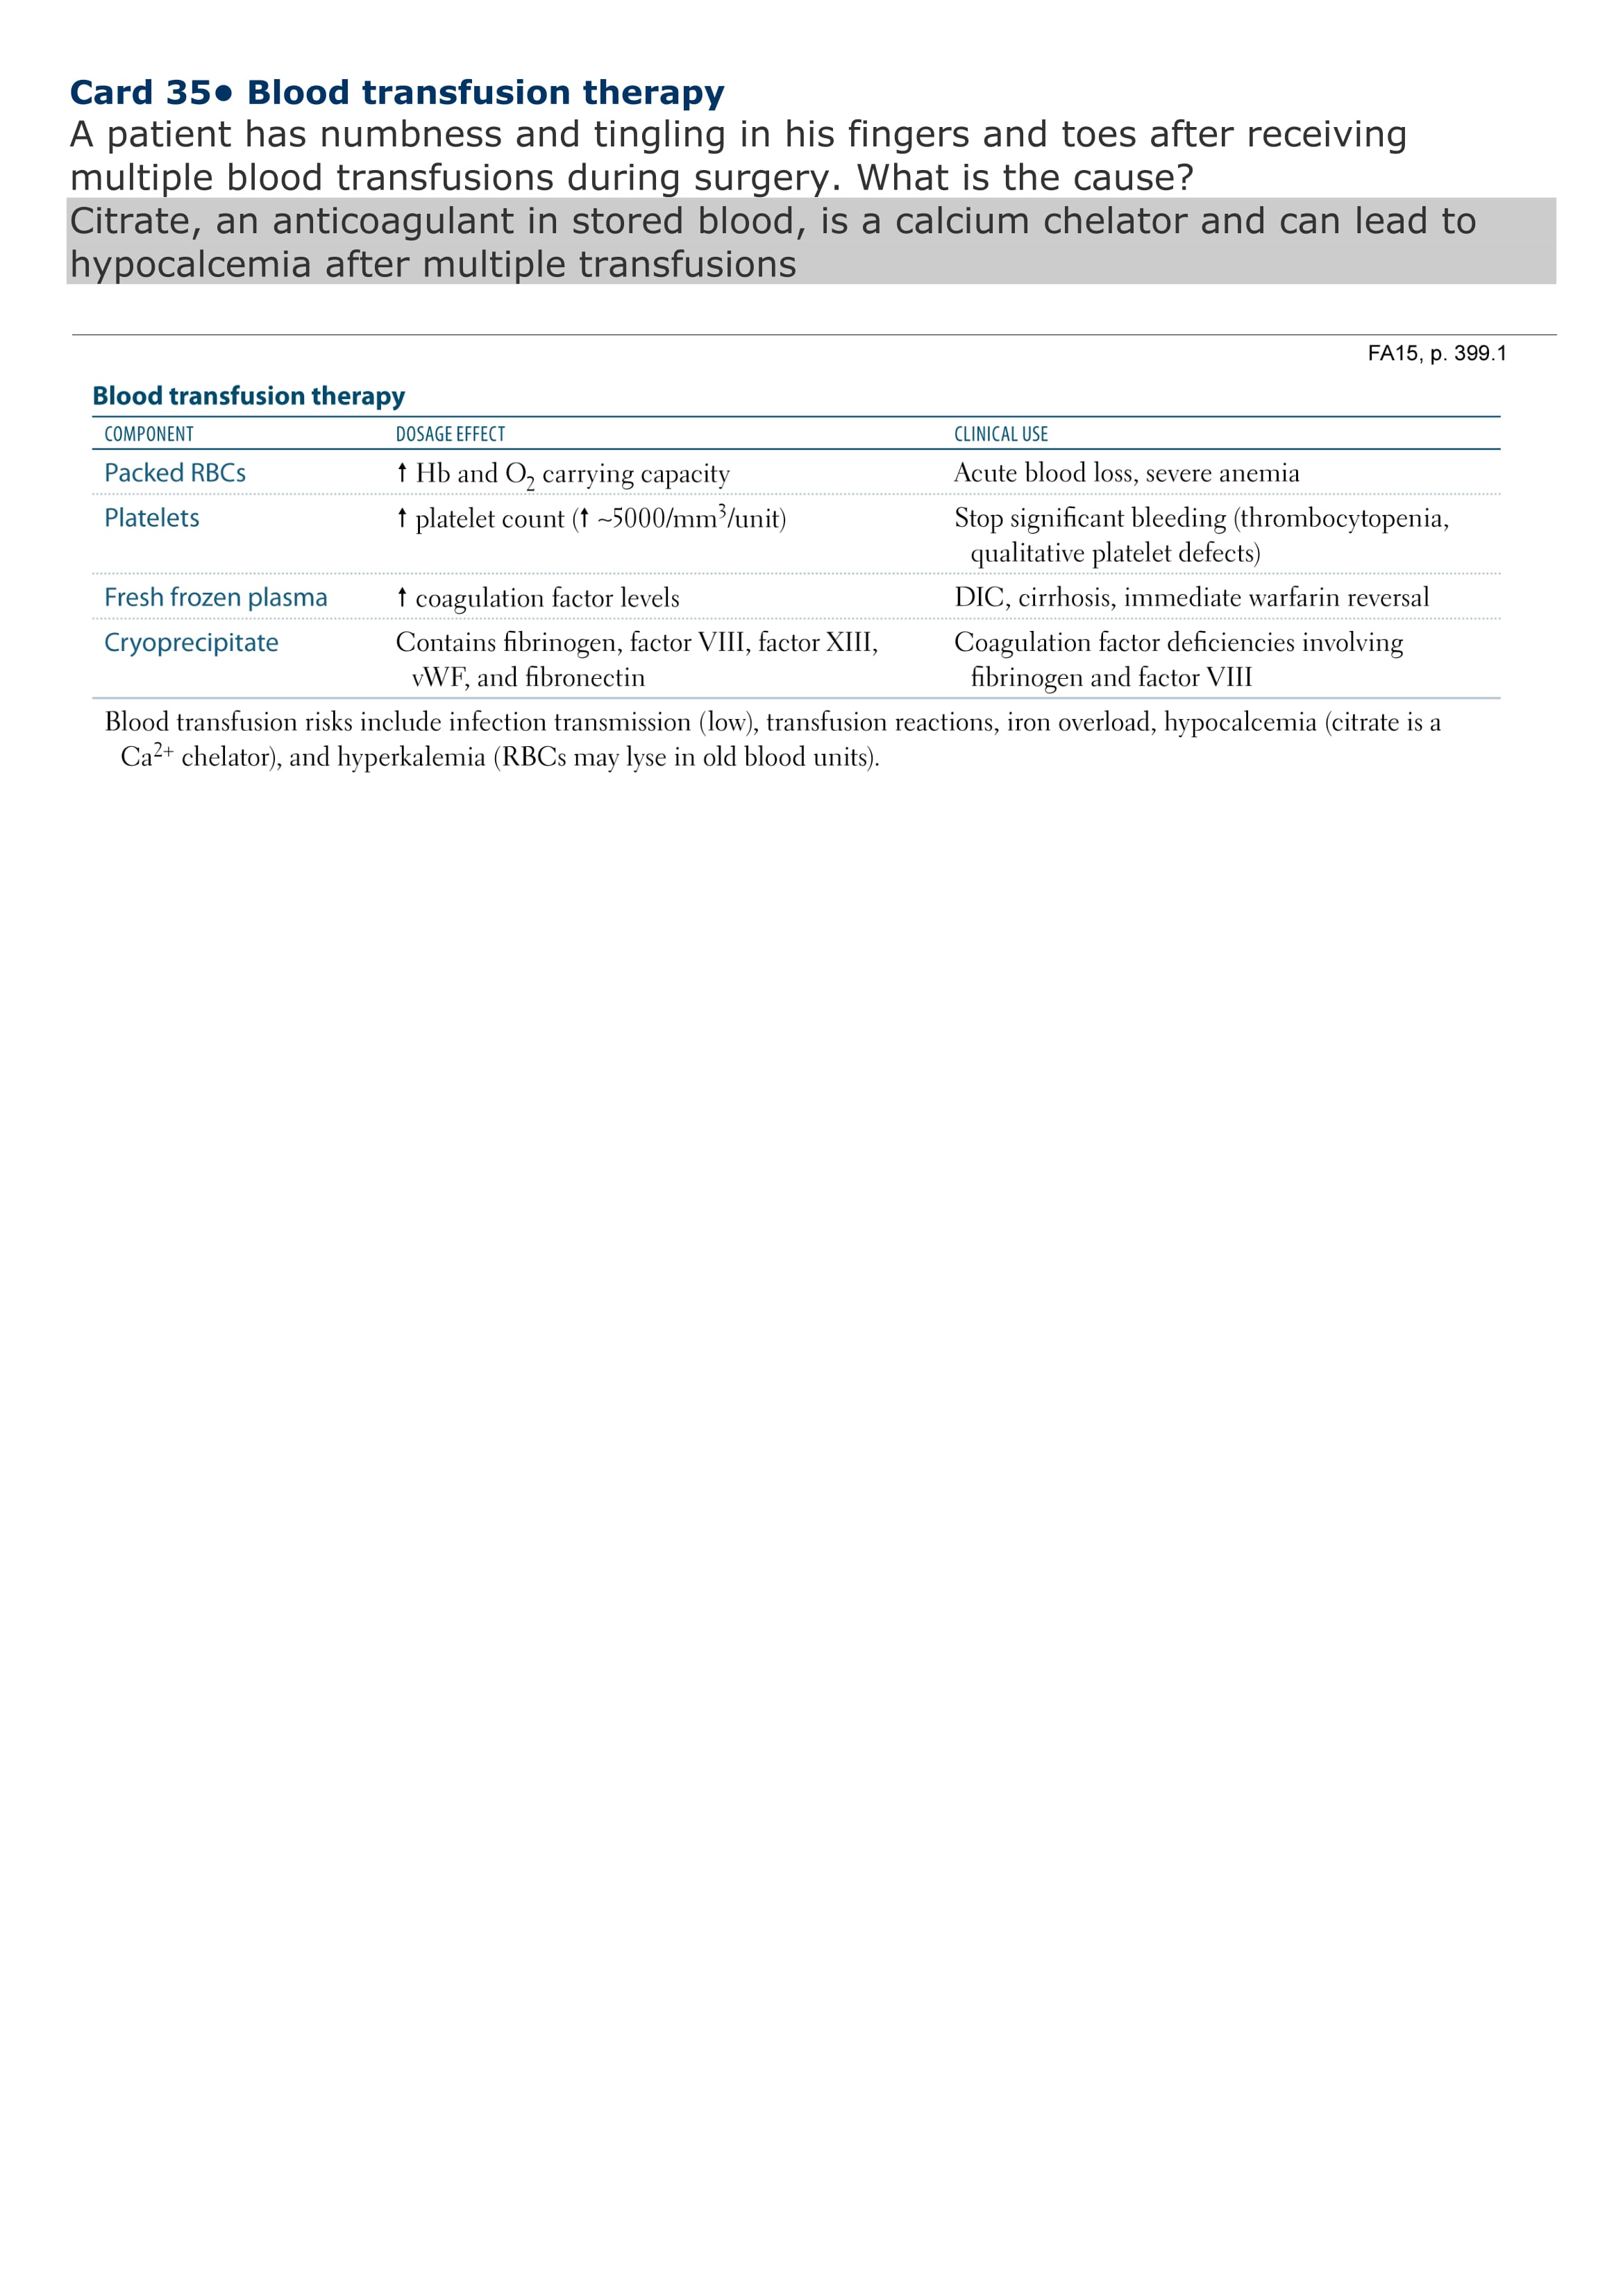 Card 35• Blood transfusion therapy
A patient has numbness and tingling in his fingers and toes after receiving
multiple blood transfusions during surgery. What is the cause?
Citrate, an anticoagulant in stored blood, is a calcium chelator and can lead to
hypocalcemia after multiple transfusions
FA15, p. 399.1
Blood transfusion therapy
COMPONENT DOSAGE EFFECT CLINICAL USE
Packed RBCs ↑ Hb and O₂ carrying capacity Acute blood loss, severe anemia
Platelets ↑ platelet count (↑ ~5000/mm³/unit) Stop significant bleeding (thrombocytopenia,
qualitative platelet defects)
Fresh frozen plasma ↑ coagulation factor levels DIC, cirrhosis, immediate warfarin reversal
Cryoprecipitate Contains fibrinogen, factor VIII, factor XIII, Coagulation factor deficiencies involving
vWF, and fibronectin fibrinogen and factor VIII
Blood transfusion risks include infection transmission (low), transfusion reactions, iron overload, hypocalcemia (citrate is a
Ca²⁺ chelator), and hyperkalemia (RBCs may lyse in old blood units).